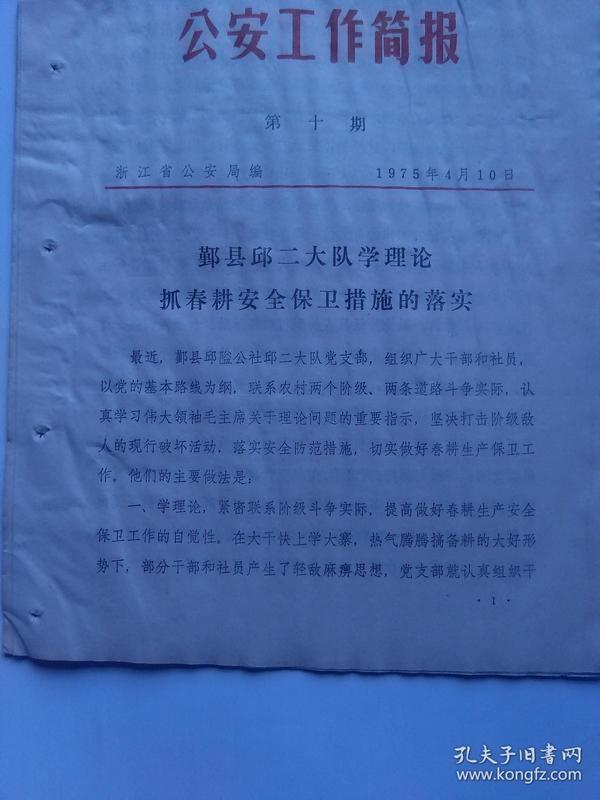 公安工作简报
第十期
浙江省公安局编 1975年4月10日
鄞县邱二大队学理论
抓春耕安全保卫措施的落实
最近，鄞县邱隘公社邱二大队党支部，组织广大干部和社员，
以党的基本路线为纲，联系农村两个阶级、两条道路斗争实际，认
真学习伟大领袖毛主席关于理论问题的重要指示，坚决打击阶级敌
人的现行破坏活动，落实安全防范措施，切实做好春耕生产保卫工
作。他们的主要做法是：
一、学理论，紧密联系阶级斗争实际，提高做好春耕生产安全
保卫工作的自觉性。在大干快上学大寨，热气腾腾搞备耕的大好形
势下，部分干部和社员产生了轻敌麻痹思想，党支部就认真组织干
·1·
孔夫子旧书网
www.kongfz.com